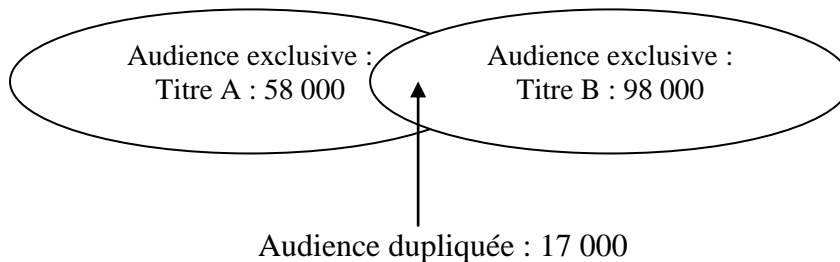 Audience exclusive :
Titre A : 58 000
Audience exclusive :
Titre B : 98 000
Audience dupliquée : 17 000